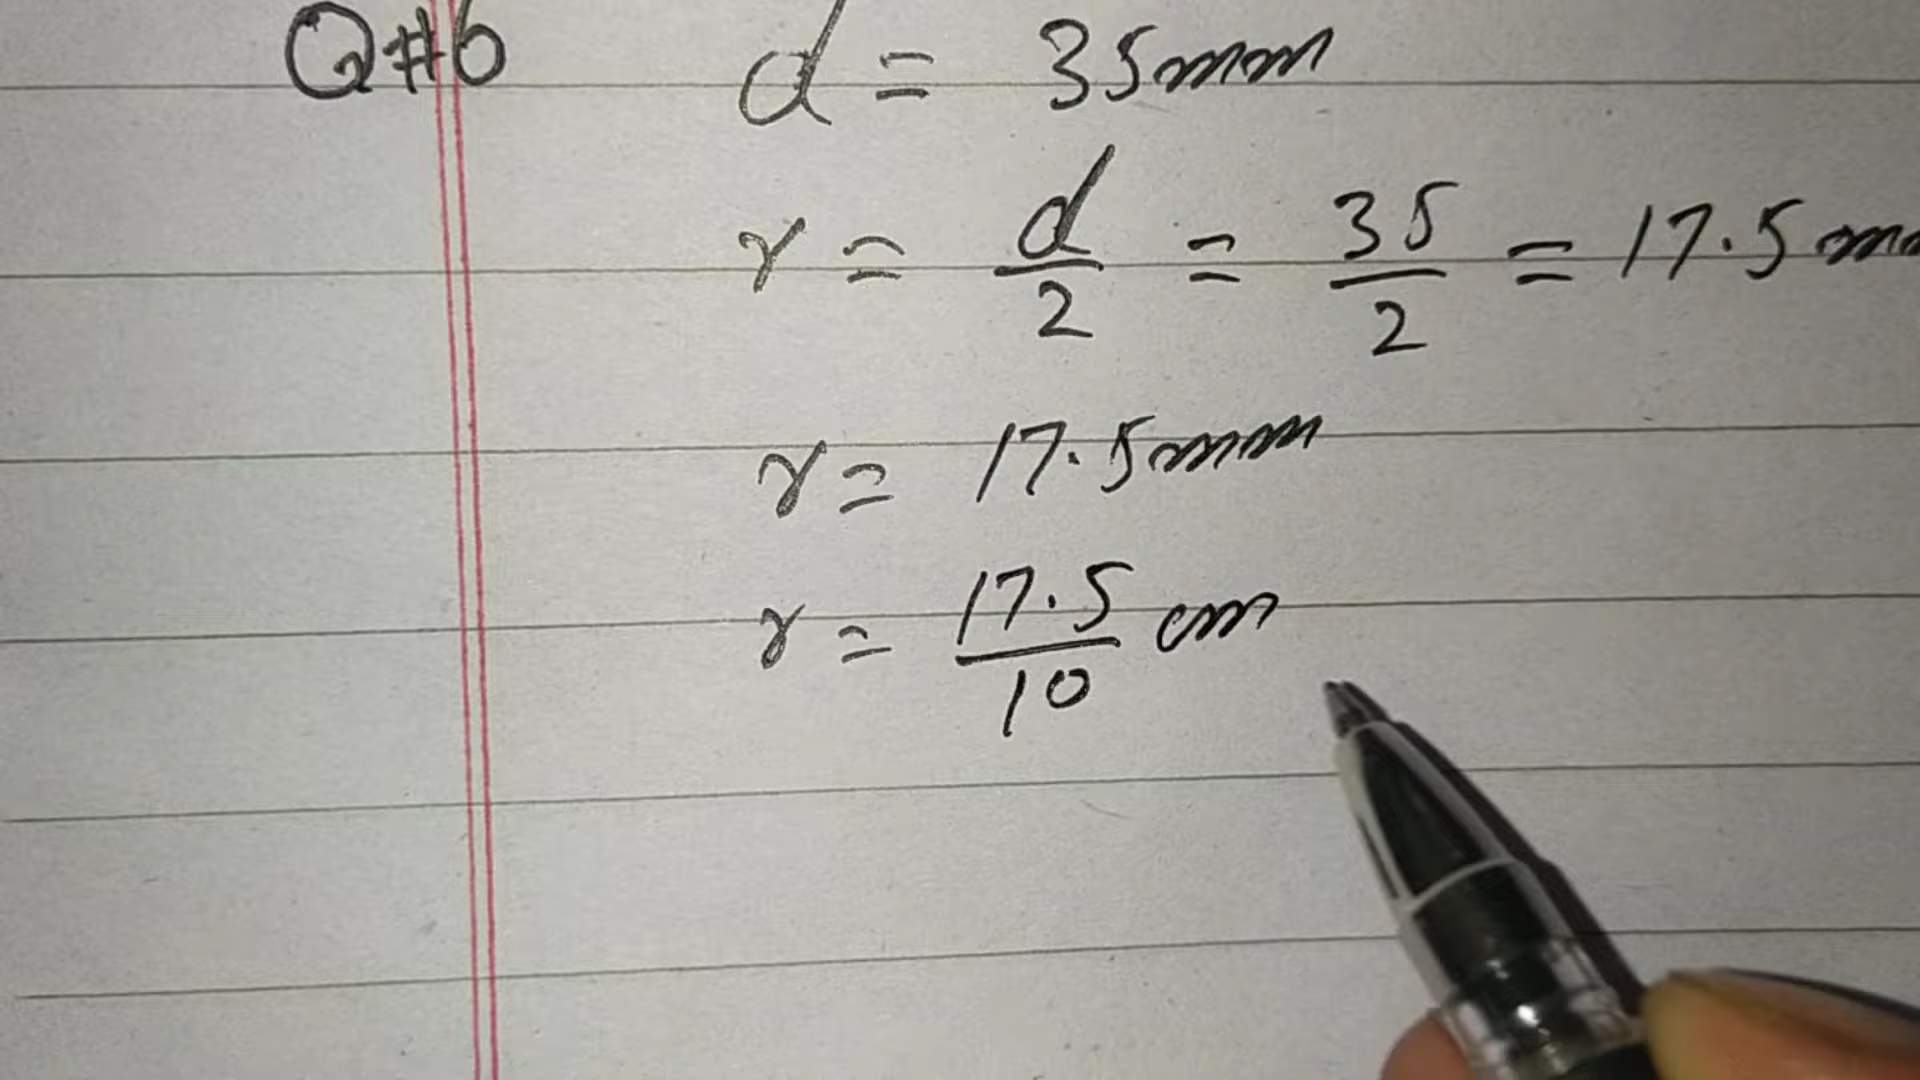 Q#6 d = 35mm
r = d/2 = 35/2 = 17.5 mm
r = 17.5mm
r = 17.5/10 cm